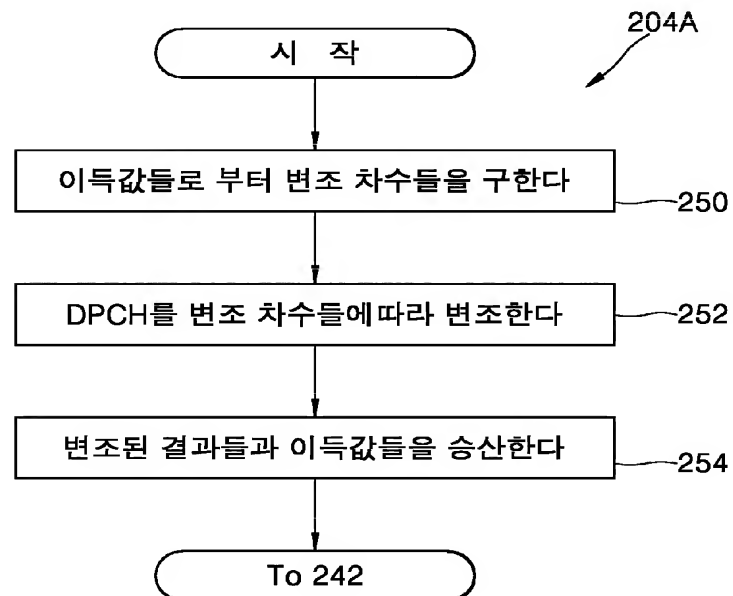 204A
시 작
이득값들로 부터 변조 차수들을 구한다
250
DPCH를 변조 차수들에따라 변조한다
252
변조된 결과들과 이득값들을 승산한다
254
To 242